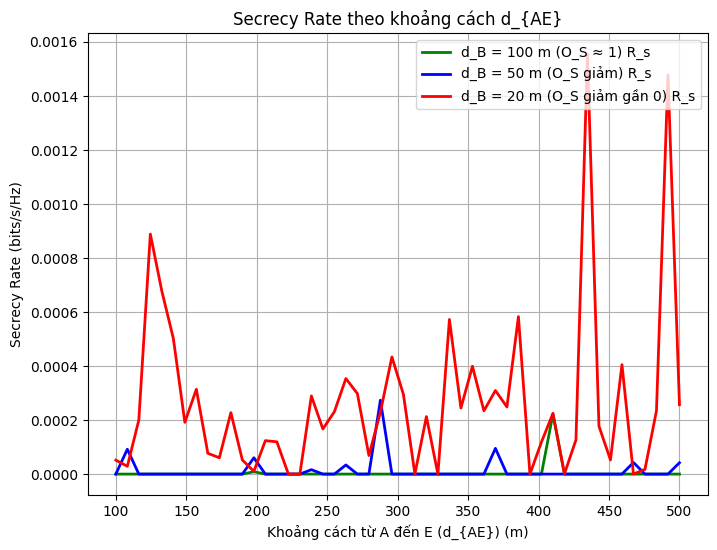 Secrecy Rate theo khoảng cách d_{AE}
d_B = 100 m (O_S ≈ 1) R_s
d_B = 50 m (O_S giảm) R_s
d_B = 20 m (O_S giảm gần 0) R_s
Secrecy Rate (bits/s/Hz)
0.0016
0.0014
0.0012
0.0010
0.0008
0.0006
0.0004
0.0002
0.0000
100 150 200 250 300 350 400 450 500
Khoảng cách từ A đến E (d_{AE}) (m)